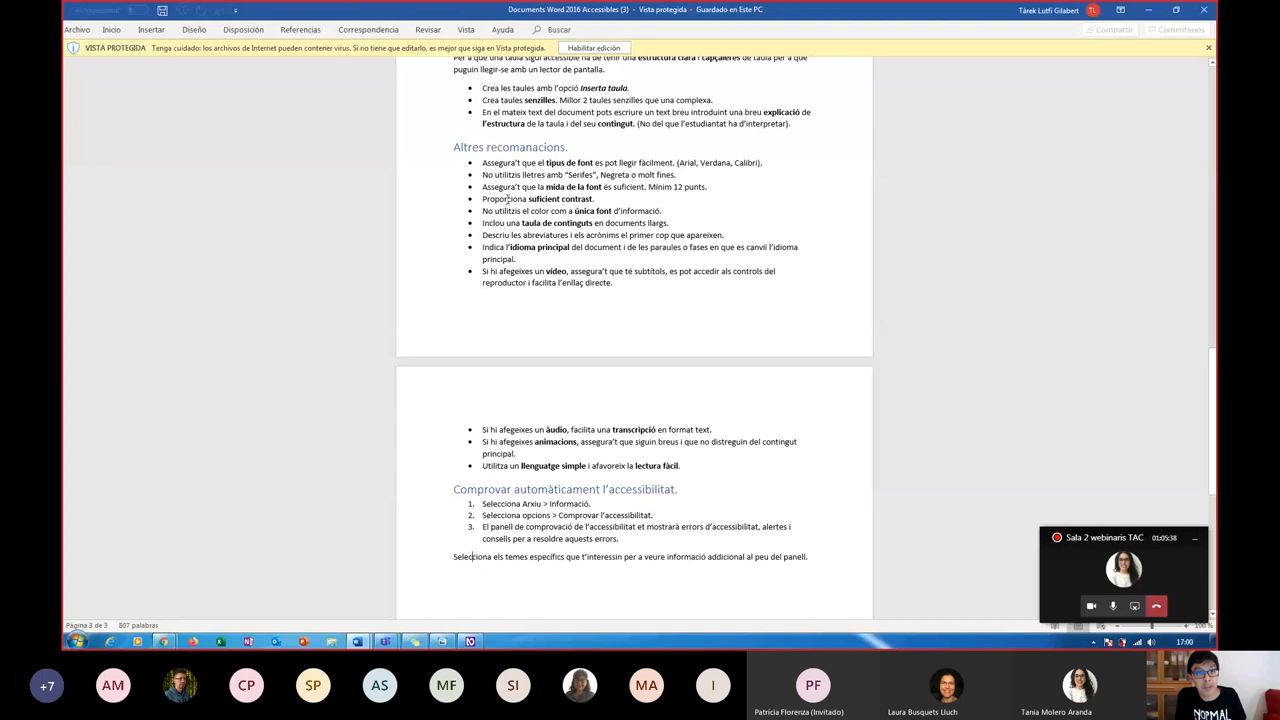 Documents Word 2016 Accessibles (3) - Vista protegida - Guardado en Este PC
Tàrek Lutfi Gilabert
TL
Archivo
Inicio
Insertar
Diseño
Disposición
Referencias
Correspondencia
Revisar
Vista
Ayuda
Buscar
Compartir
Comentarios
VISTA PROTEGIDA
Tenga cuidado: los archivos de Internet pueden contener virus. Si no tiene que editarlo, es mejor que siga en Vista protegida.
Habilitar edición
Per a que una taula sigui accessible ha de tenir una estructura clara i capçaleres de taula per a que
puguin llegir-se amb un lector de pantalla.
• Crea les taules amb l’opció Inserta taula.
• Crea taules senzilles. Millor 2 taules senzilles que una complexa.
• En el mateix text del document pots escriure un text breu introduint una breu explicació de
l’estructura de la taula i del seu contingut. (No del que l’estudiantat ha d’interpretar).
Altres recomanacions.
• Assegura’t que el tipus de font es pot llegir fàcilment. (Arial, Verdana, Calibri).
• No utilitzis lletres amb “Serifes”, Negreta o molt fines.
• Assegura’t que la mida de la font és suficient. Mínim 12 punts.
• Proporciona suficient contrast.
• No utilitzis el color com a única font d’informació.
• Inclou una taula de continguts en documents llargs.
• Descriu les abreviatures i els acrònims el primer cop que apareixen.
• Indica l’idioma principal del document i de les paraules o fases en que es canvii l’idioma
principal.
• Si hi afegeixes un vídeo, assegura’t que té subtítols, es pot accedir als controls del
reproductor i facilita l’enllaç directe.
• Si hi afegeixes un àudio, facilita una transcripció en format text.
• Si hi afegeixes animacions, assegura’t que siguin breus i que no distreguin del contingut
principal.
• Utilitza un llenguatge simple i afavoreix la lectura fàcil.
Comprovar automàticament l’accessibilitat.
1. Selecciona Arxiu > Informació.
2. Selecciona opcions > Comprovar l’accessibilitat.
3. El panell de comprovació de l’accessibilitat et mostrarà errors d’accessibilitat, alertes i
consells per a resoldre aquests errors.
Selecciona els temes específics que t’interessin per a veure informació addicional al peu del panell.
Sala 2 webinaris TAC
01:05:38
Página 3 de 3
807 palabras
100 %
17:00
+7
AM
CP
SP
AS
MF
SI
MA
I
PF
Patrícia Florenza (Invitado)
Laura Busquets Lluch
Tania Molero Aranda
NORMAL